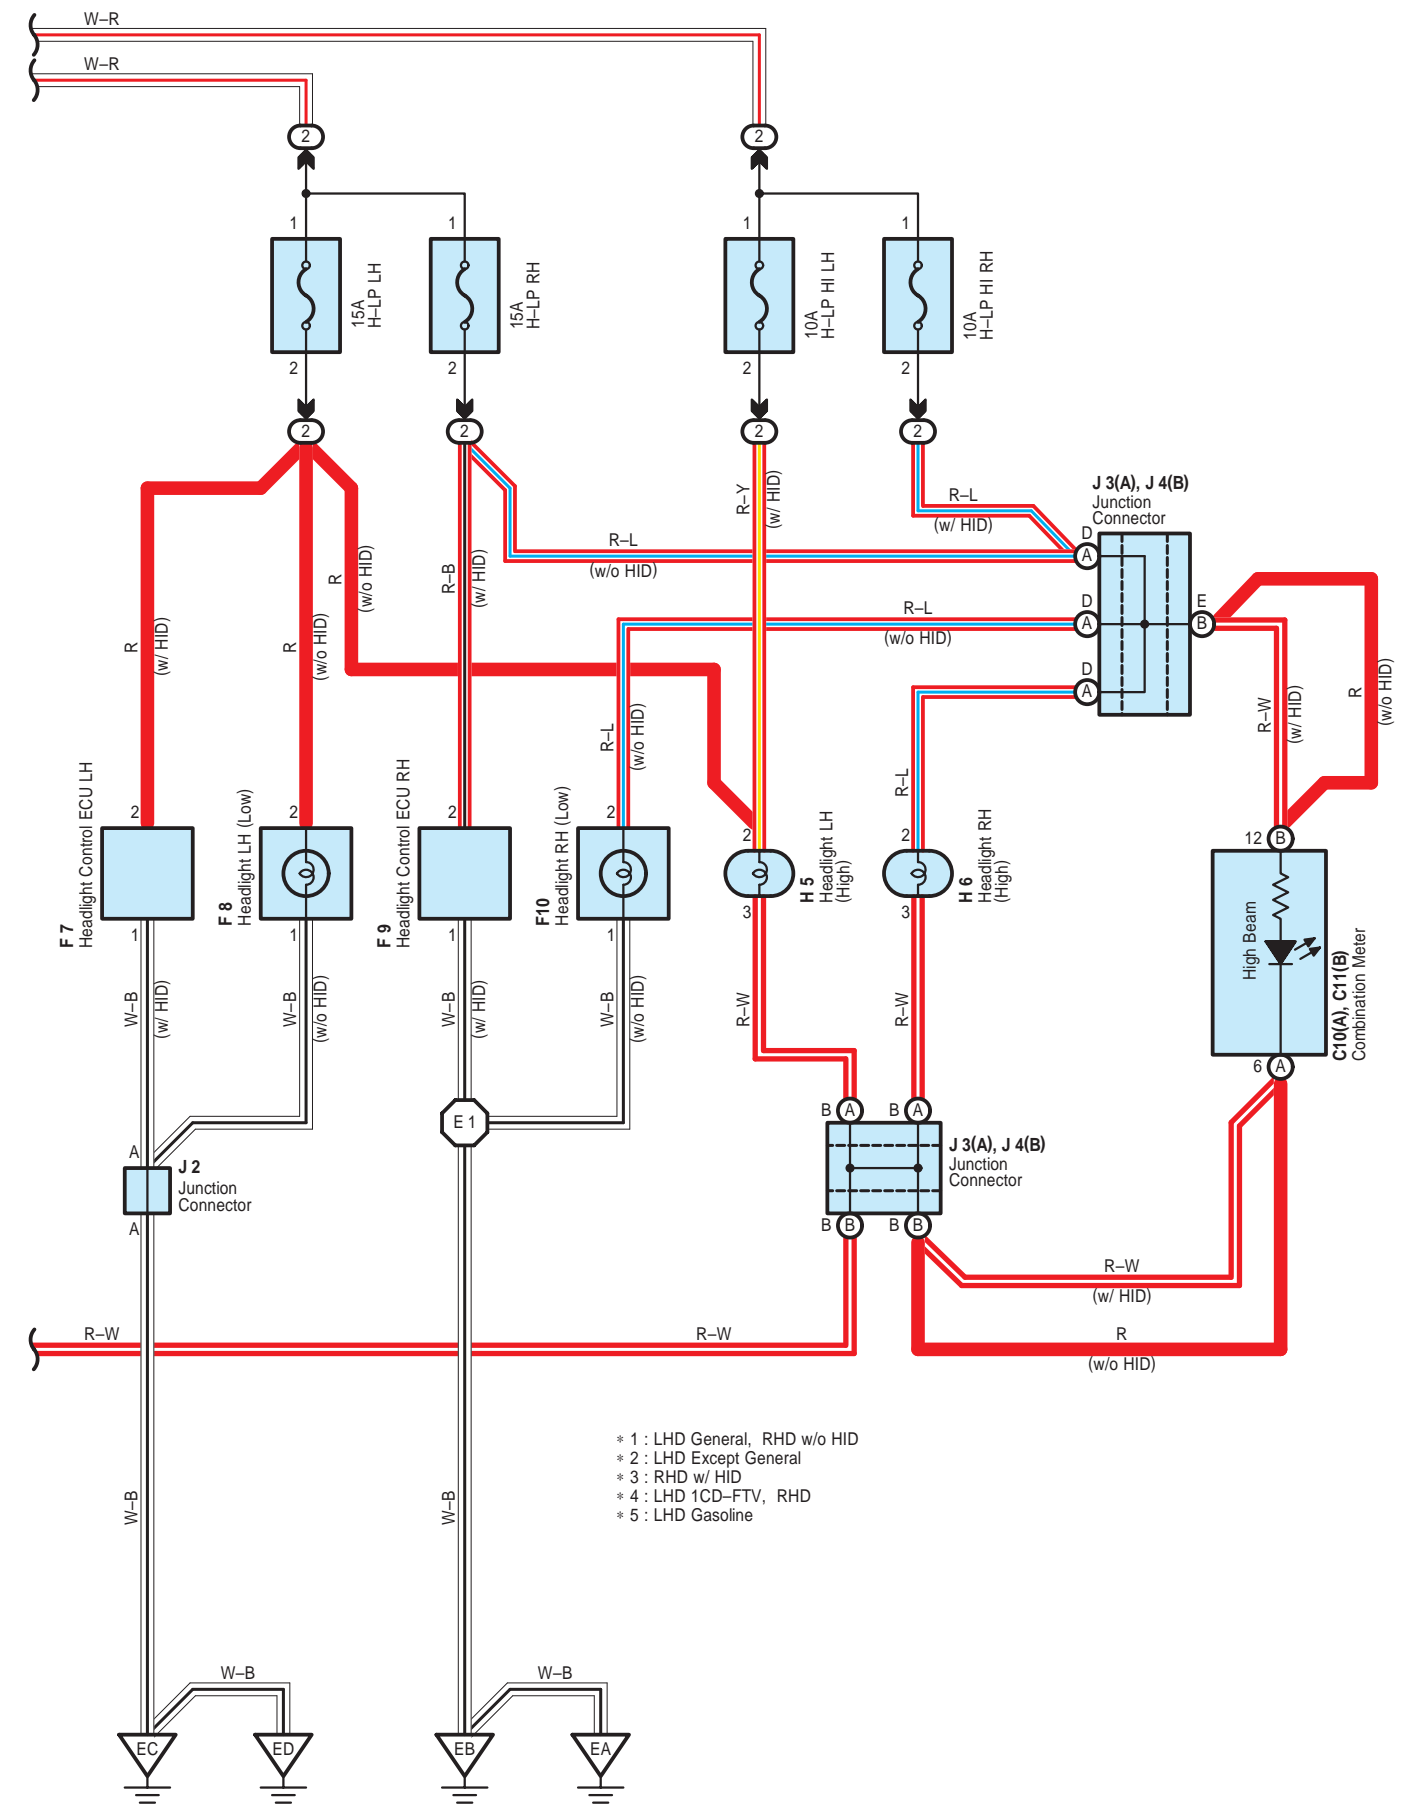 W–R
W–R
2
2
1
1
1
1
15A
H–LP LH
15A
H–LP RH
10A
H–LP HI LH
10A
H–LP HI RH
2
2
2
2
2
2
2
2
R
(w/ HID)
R
(w/o HID)
R
(w/o HID)
R–B
(w/ HID)
R–L
(w/o HID)
R–Y
(w/ HID)
R–L
(w/ HID)
R–L
(w/o HID)
R–L
(w/o HID)
R–L
J 3(A), J 4(B)
Junction
Connector
D
A
D
A
D
A
E
B
R–W
(w/ HID)
R
(w/o HID)
2
F 7
Headlight Control ECU LH
1
2
F 8
Headlight LH (Low)
1
2
F 9
Headlight Control ECU RH
1
2
F10
Headlight RH (Low)
1
2
H 5
Headlight LH
(High)
3
2
H 6
Headlight RH
(High)
3
12
B
High Beam
C10(A), C11(B)
Combination Meter
6
A
W–B
(w/ HID)
W–B
(w/o HID)
W–B
(w/ HID)
W–B
(w/o HID)
R–W
R–W
E 1
A
J 2
Junction
Connector
A
B
A
B
A
J 3(A), J 4(B)
Junction
Connector
B
B
B
B
R–W
(w/ HID)
R
(w/o HID)
R–W
R–W
∗ 1 : LHD General, RHD w/o HID
∗ 2 : LHD Except General
∗ 3 : RHD w/ HID
∗ 4 : LHD 1CD–FTV, RHD
∗ 5 : LHD Gasoline
W–B
W–B
W–B
W–B
EC
ED
EB
EA